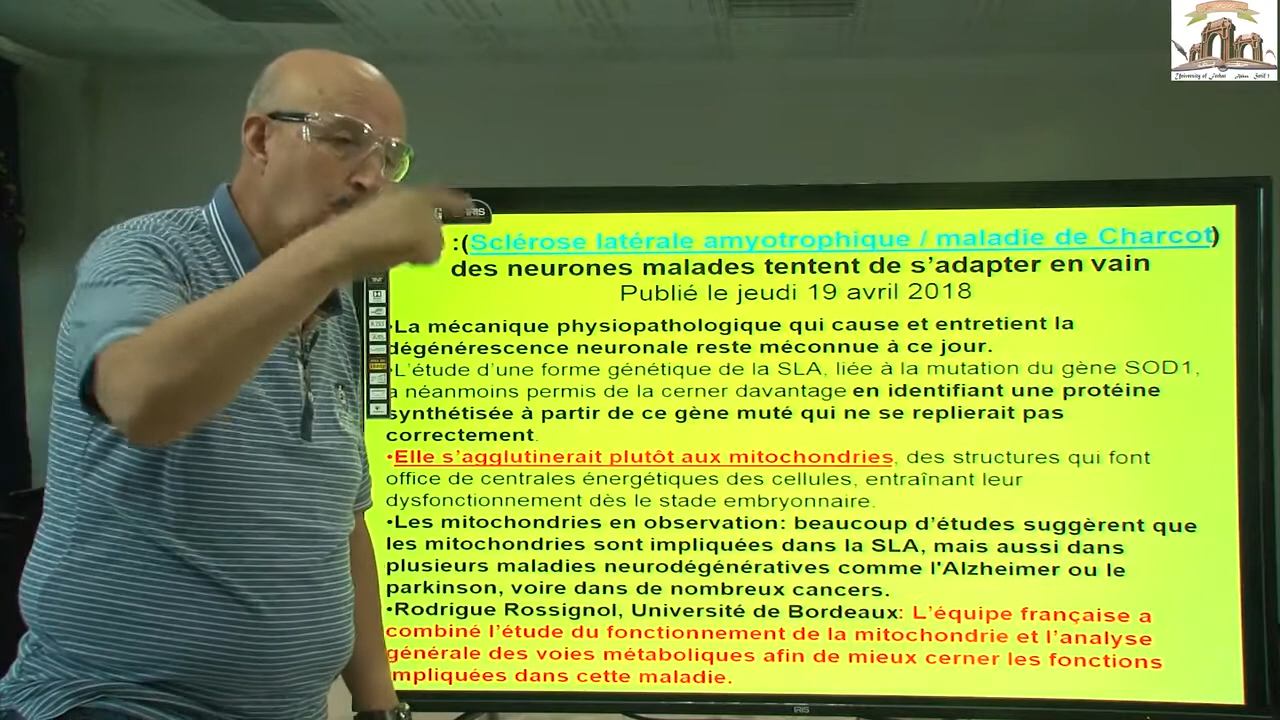 University of Ferhat Abbas Setif 1
IRIS
:(Sclérose latérale amyotrophique / maladie de Charcot)
des neurones malades tentent de s’adapter en vain
Publié le jeudi 19 avril 2018
•La mécanique physiopathologique qui cause et entretient la
dégénérescence neuronale reste méconnue à ce jour.
•L’étude d’une forme génétique de la SLA, liée à la mutation du gène SOD1,
a néanmoins permis de la cerner davantage en identifiant une protéine
synthétisée à partir de ce gène muté qui ne se replierait pas
correctement.
•Elle s’agglutinerait plutôt aux mitochondries, des structures qui font
office de centrales énergétiques des cellules, entraînant leur
dysfonctionnement dès le stade embryonnaire.
•Les mitochondries en observation: beaucoup d’études suggèrent que
les mitochondries sont impliquées dans la SLA, mais aussi dans
plusieurs maladies neurodégénératives comme l'Alzheimer ou le
parkinson, voire dans de nombreux cancers.
•Rodrigue Rossignol, Université de Bordeaux: L’équipe française a
combiné l’étude du fonctionnement de la mitochondrie et l’analyse
générale des voies métaboliques afin de mieux cerner les fonctions
impliquées dans cette maladie.
IRIS